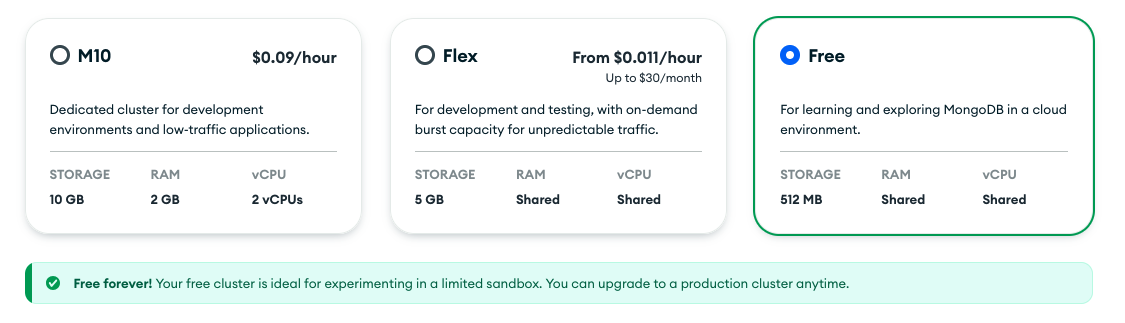 M10
$0.09/hour
Dedicated cluster for development
environments and low-traffic applications.
STORAGE RAM vCPU
10 GB 2 GB 2 vCPUs
Flex
From $0.011/hour
Up to $30/month
For development and testing, with on-demand
burst capacity for unpredictable traffic.
STORAGE RAM vCPU
5 GB Shared Shared
Free
For learning and exploring MongoDB in a cloud
environment.
STORAGE RAM vCPU
512 MB Shared Shared
Free forever! Your free cluster is ideal for experimenting in a limited sandbox. You can upgrade to a production cluster anytime.